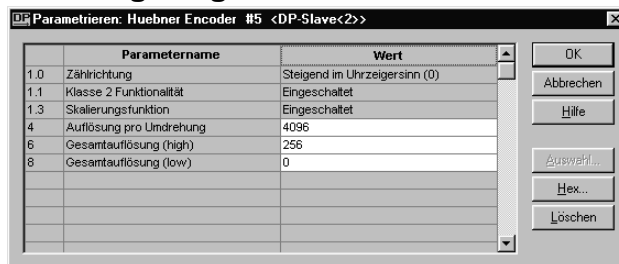 Parametrieren: Huebner Encoder #5 <DP-Slave<2>>
Parametername Wert
1.0 Zählrichtung Steigend im Uhrzeigersinn (0)
1.1 Klasse 2 Funktionalität Eingeschaltet
1.3 Skalierungsfunktion Eingeschaltet
4 Auflösung pro Umdrehung 4096
6 Gesamtauflösung (high) 256
8 Gesamtauflösung (low) 0
OK
Abbrechen
Hilfe
Auswahl...
Hex...
Löschen